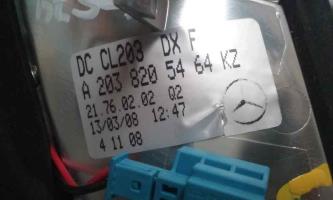 DC CL203 DX F
A 203 820 54 64 KZ
21.76.02.02 Q2
13/03/08 12:47
4 11 08